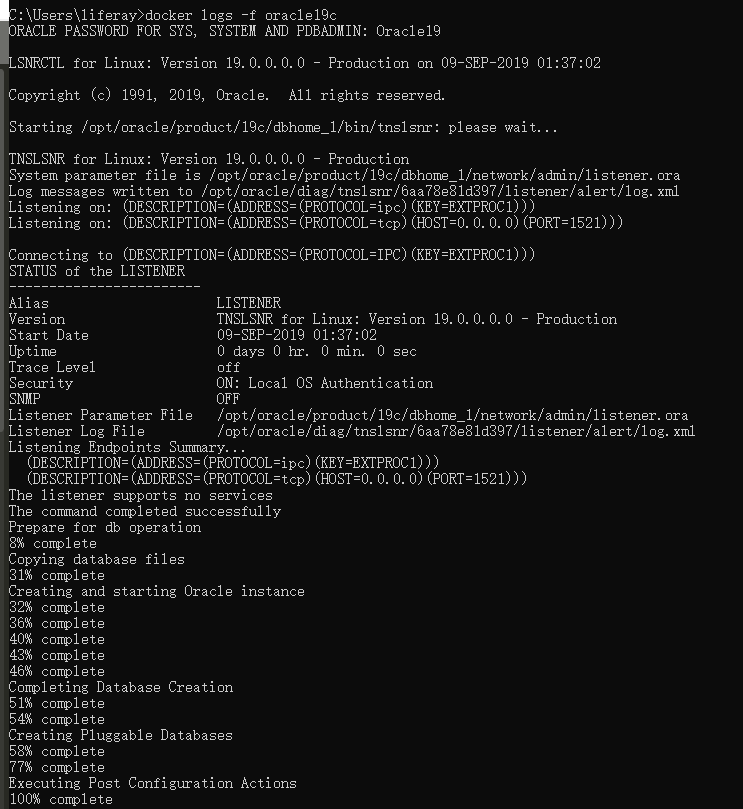 C:\Users\liferay>docker logs -f oracle19c
ORACLE PASSWORD FOR SYS, SYSTEM AND PDBADMIN: Oracle19
LSNRCTL for Linux: Version 19.0.0.0.0 - Production on 09-SEP-2019 01:37:02
Copyright (c) 1991, 2019, Oracle.  All rights reserved.
Starting /opt/oracle/product/19c/dbhome_1/bin/tnslsnr: please wait...
TNSLSNR for Linux: Version 19.0.0.0.0 - Production
System parameter file is /opt/oracle/product/19c/dbhome_1/network/admin/listener.ora
Log messages written to /opt/oracle/diag/tnslsnr/6aa78e81d397/listener/alert/log.xml
Listening on: (DESCRIPTION=(ADDRESS=(PROTOCOL=ipc)(KEY=EXTPROC1)))
Listening on: (DESCRIPTION=(ADDRESS=(PROTOCOL=tcp)(HOST=0.0.0.0)(PORT=1521)))
Connecting to (DESCRIPTION=(ADDRESS=(PROTOCOL=IPC)(KEY=EXTPROC1)))
STATUS of the LISTENER
------------------------
Alias                     LISTENER
Version                   TNSLSNR for Linux: Version 19.0.0.0.0 - Production
Start Date                09-SEP-2019 01:37:02
Uptime                    0 days 0 hr. 0 min. 0 sec
Trace Level               off
Security                  ON: Local OS Authentication
SNMP                      OFF
Listener Parameter File   /opt/oracle/product/19c/dbhome_1/network/admin/listener.ora
Listener Log File         /opt/oracle/diag/tnslsnr/6aa78e81d397/listener/alert/log.xml
Listening Endpoints Summary...
  (DESCRIPTION=(ADDRESS=(PROTOCOL=ipc)(KEY=EXTPROC1)))
  (DESCRIPTION=(ADDRESS=(PROTOCOL=tcp)(HOST=0.0.0.0)(PORT=1521)))
The listener supports no services
The command completed successfully
Prepare for db operation
8% complete
Copying database files
31% complete
Creating and starting Oracle instance
32% complete
36% complete
40% complete
43% complete
46% complete
Completing Database Creation
51% complete
54% complete
Creating Pluggable Databases
58% complete
77% complete
Executing Post Configuration Actions
100% complete